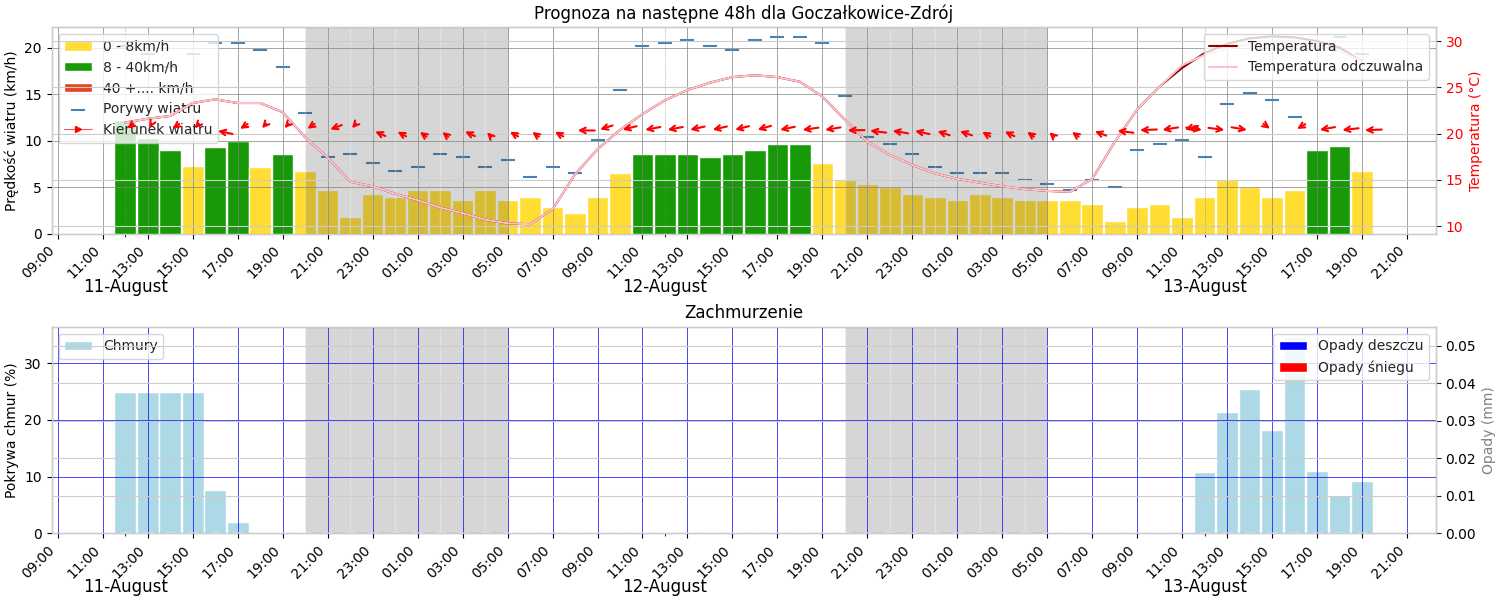 Prognoza na następne 48h dla Goczałkowice-Zdrój
Prędkość wiatru (km/h)
20
15
10
5
0
0 - 8km/h
8 - 40km/h
40 +.... km/h
Porywy wiatru
Kierunek wiatru
Temperatura
Temperatura odczuwalna
30
25
20
15
10
Temperatura (°C)
09:00 11:00 13:00 15:00 17:00 19:00 21:00 23:00 01:00 03:00 05:00 07:00 09:00 11:00 13:00 15:00 17:00 19:00 21:00 23:00 01:00 03:00 05:00 07:00 09:00 11:00 13:00 15:00 17:00 19:00 21:00
11-August 12-August 13-August
Zachmurzenie
Pokrywa chmur (%)
30
20
10
0
Chmury
Opady deszczu
Opady śniegu
0.05
0.04
0.03
0.02
0.01
0.00
Opady (mm)
09:00 11:00 13:00 15:00 17:00 19:00 21:00 23:00 01:00 03:00 05:00 07:00 09:00 11:00 13:00 15:00 17:00 19:00 21:00 23:00 01:00 03:00 05:00 07:00 09:00 11:00 13:00 15:00 17:00 19:00 21:00
11-August 12-August 13-August